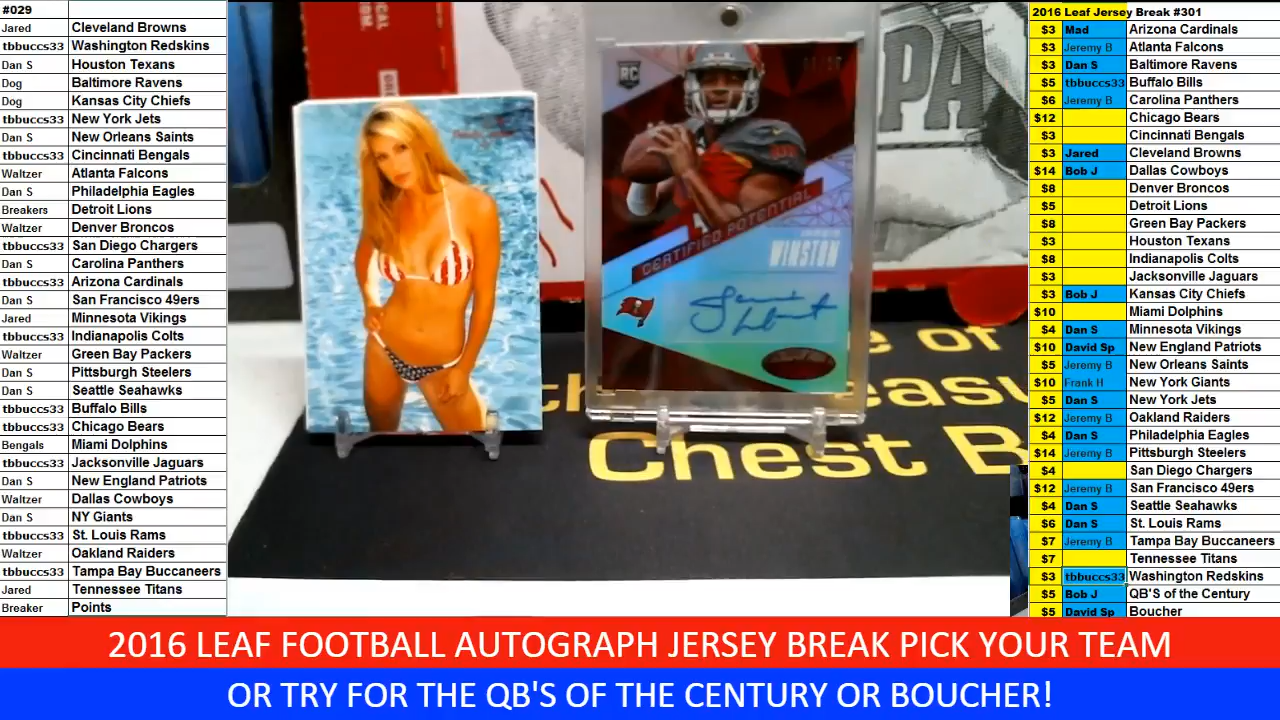 #029
Jared Cleveland Browns
tbbuccs33 Washington Redskins
Dan S Houston Texans
Dog Baltimore Ravens
Dog Kansas City Chiefs
tbbuccs33 New York Jets
Dan S New Orleans Saints
tbbuccs33 Cincinnati Bengals
Waltzer Atlanta Falcons
Dan S Philadelphia Eagles
Breakers Detroit Lions
Waltzer Denver Broncos
tbbuccs33 San Diego Chargers
Dan S Carolina Panthers
tbbuccs33 Arizona Cardinals
Dan S San Francisco 49ers
Jared Minnesota Vikings
tbbuccs33 Indianapolis Colts
Waltzer Green Bay Packers
Dan S Pittsburgh Steelers
Dan S Seattle Seahawks
tbbuccs33 Buffalo Bills
tbbuccs33 Chicago Bears
Bengals Miami Dolphins
tbbuccs33 Jacksonville Jaguars
Dan S New England Patriots
Waltzer Dallas Cowboys
Dan S NY Giants
tbbuccs33 St. Louis Rams
Waltzer Oakland Raiders
tbbuccs33 Tampa Bay Buccaneers
Jared Tennessee Titans
Breaker Points
RC
CERTIFIED POTENTIAL
WINSTON
PA
e of
th easu
Chest B
2016 Leaf Jersey Break #301
$3 Mad Arizona Cardinals
$3 Jeremy B Atlanta Falcons
$3 Dan S Baltimore Ravens
$5 tbbuccs33 Buffalo Bills
$6 Jeremy B Carolina Panthers
$12 Chicago Bears
$3 Cincinnati Bengals
$3 Jared Cleveland Browns
$14 Bob J Dallas Cowboys
$8 Denver Broncos
$5 Detroit Lions
$8 Green Bay Packers
$3 Houston Texans
$8 Indianapolis Colts
$3 Jacksonville Jaguars
$3 Bob J Kansas City Chiefs
$10 Miami Dolphins
$4 Dan S Minnesota Vikings
$10 David Sp New England Patriots
$5 Jeremy B New Orleans Saints
$10 Frank H New York Giants
$5 Dan S New York Jets
$12 Jeremy B Oakland Raiders
$4 Dan S Philadelphia Eagles
$14 Jeremy B Pittsburgh Steelers
$4 San Diego Chargers
$12 Jeremy B San Francisco 49ers
$4 Dan S Seattle Seahawks
$6 Dan S St. Louis Rams
$7 Jeremy B Tampa Bay Buccaneers
$7 Tennessee Titans
$3 tbbuccs33 Washington Redskins
$5 Bob J QB'S of the Century
$5 David Sp Boucher
2016 LEAF FOOTBALL AUTOGRAPH JERSEY BREAK PICK YOUR TEAM
OR TRY FOR THE QB'S OF THE CENTURY OR BOUCHER!